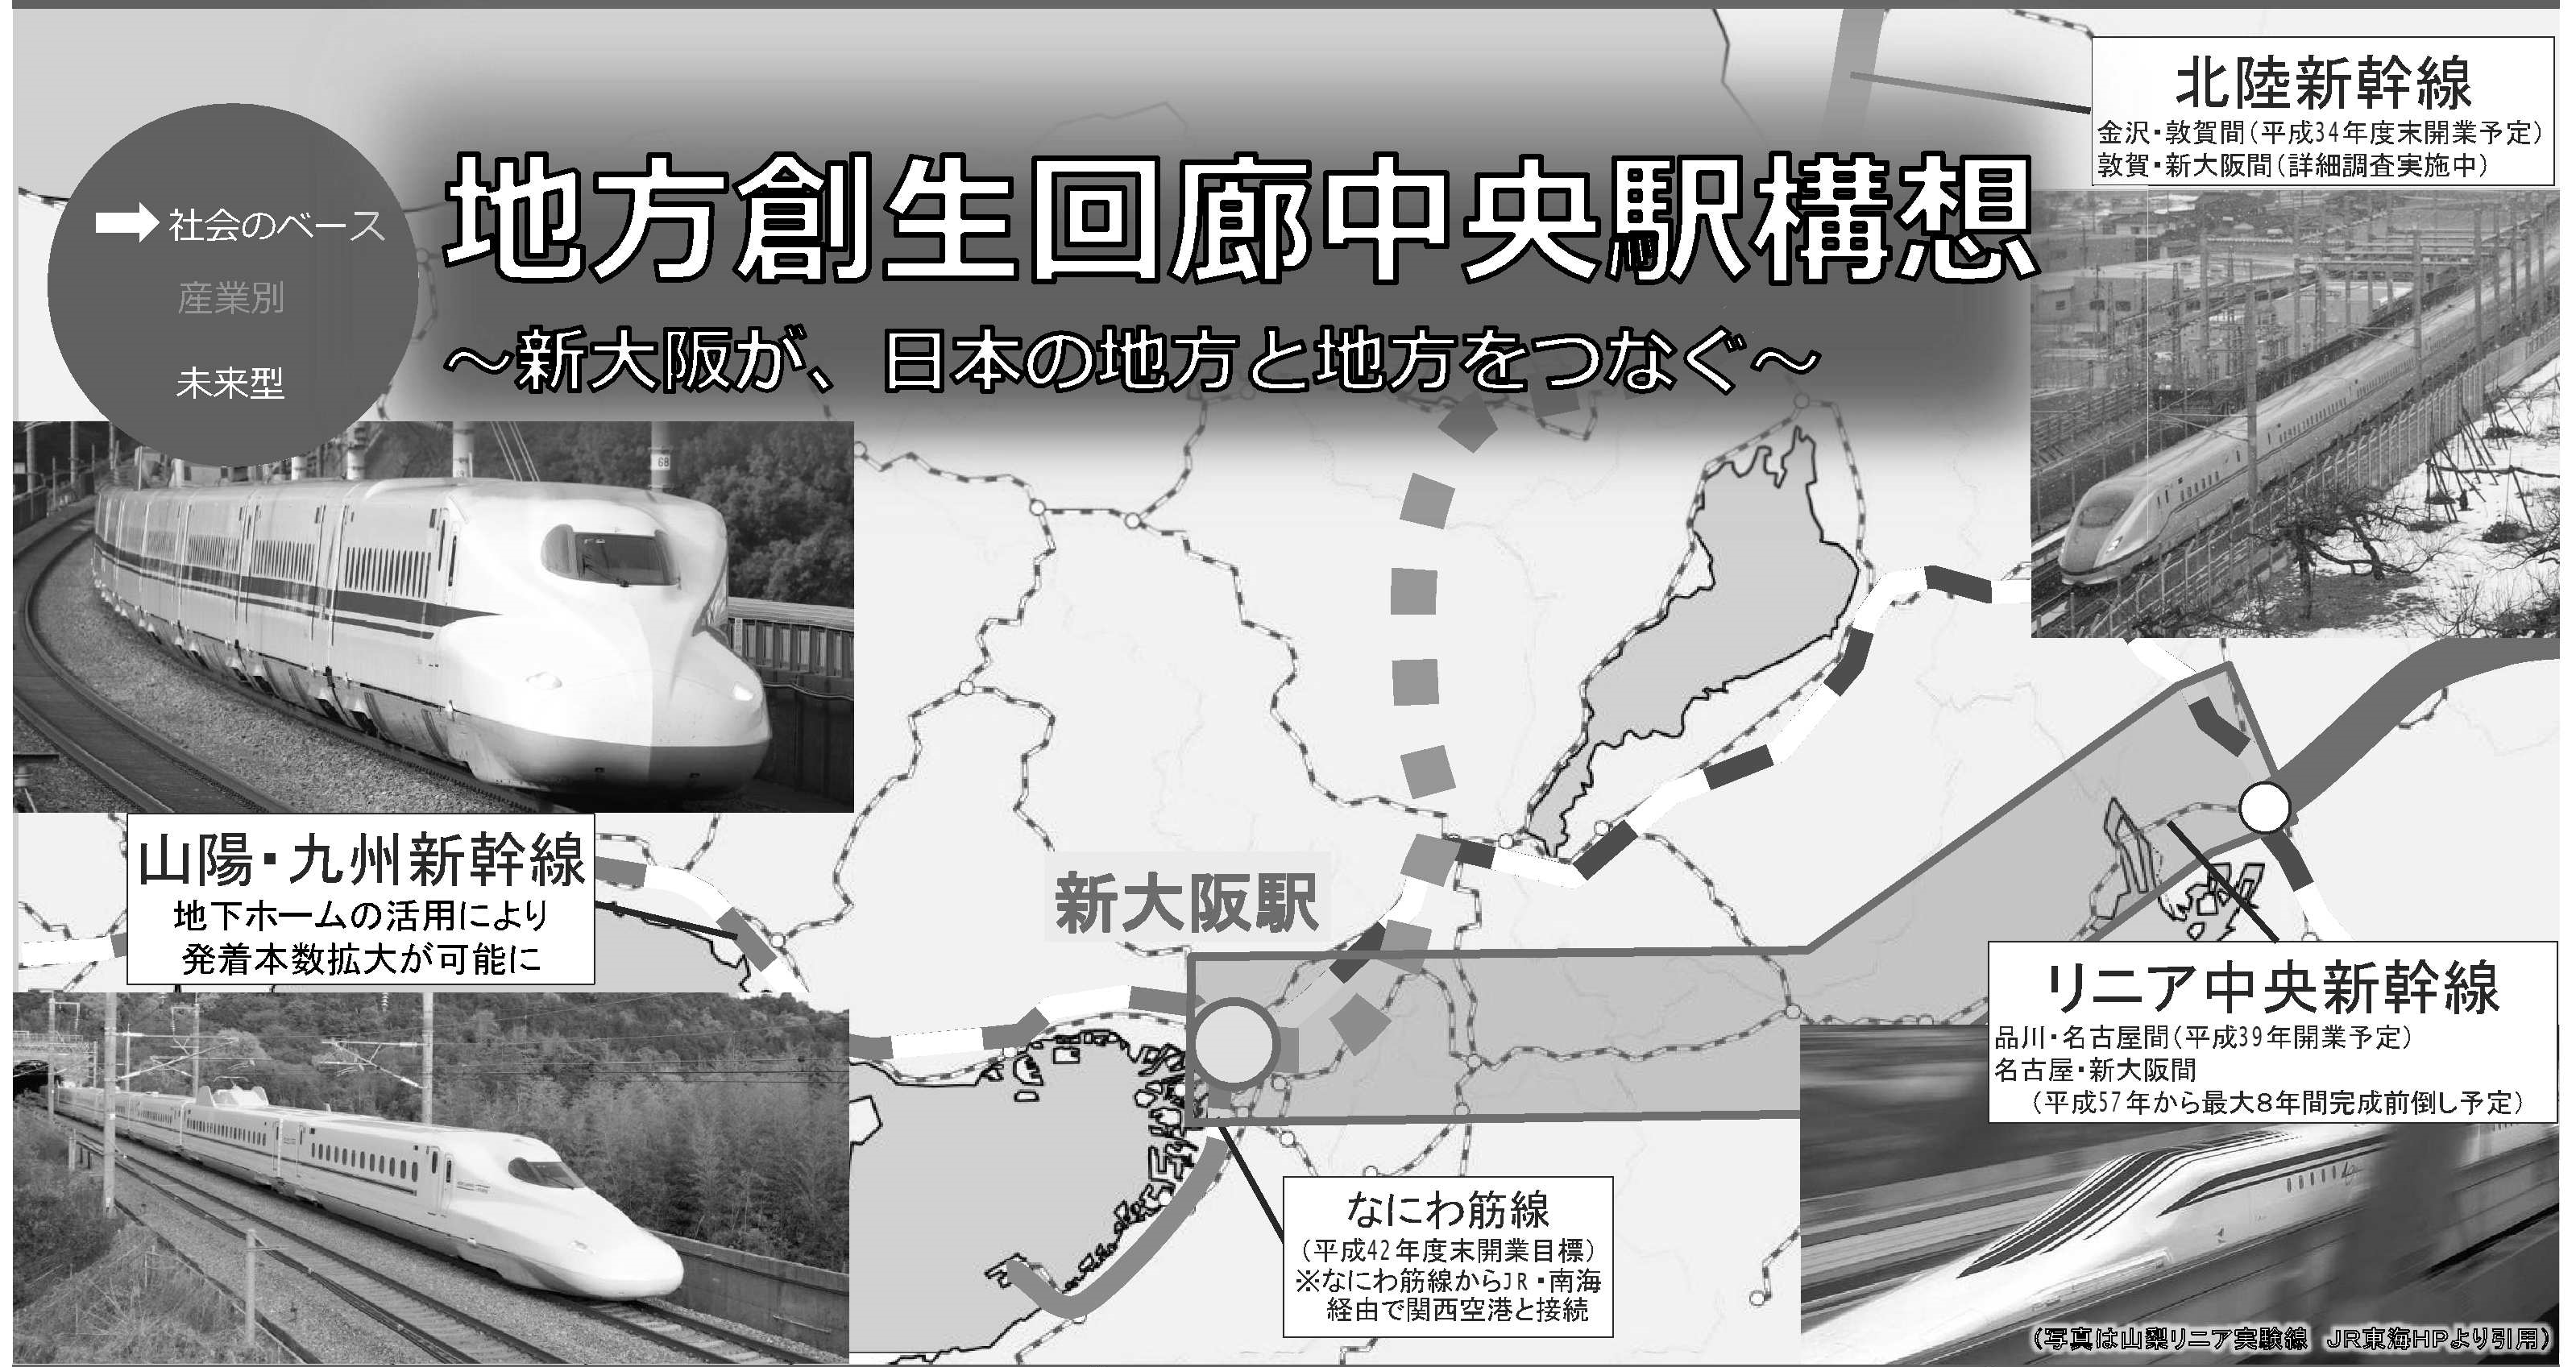 地方創生回廊中央駅構想
～新大阪が、日本の地方と地方をつなぐ～
社会のベース
産業別
未来型
北陸新幹線
金沢・敦賀間（平成34年度末開業予定）
敦賀・新大阪間（詳細調査実施中）
68
山陽・九州新幹線
地下ホームの活用により
発着本数拡大が可能に
新大阪駅
リニア中央新幹線
品川・名古屋間（平成39年開業予定）
名古屋・新大阪間
（平成57年から最大８年間完成前倒し予定）
なにわ筋線
（平成42年度末開業目標）
※なにわ筋線からJR・南海
経由で関西空港と接続
（写真は山梨リニア実験線　JR東海HPより引用）